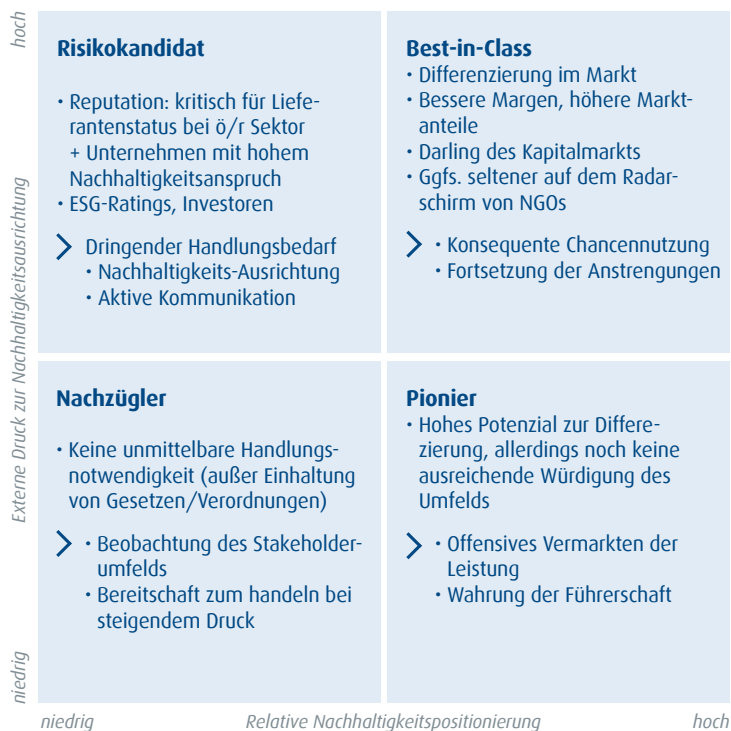 hoch
Externe Druck zur Nachhaltigkeitsausrichtung
niedrig
Risikokandidat
· Reputation: kritisch für Liefe-
rantenstatus bei ö/r Sektor
+ Unternehmen mit hohem
Nachhaltigkeitsanspruch
· ESG-Ratings, Investoren
Dringender Handlungsbedarf
· Nachhaltigkeits-Ausrichtung
· Aktive Kommunikation
Best-in-Class
· Differenzierung im Markt
· Bessere Margen, höhere Markt-
anteile
· Darling des Kapitalmarkts
· Ggfs. seltener auf dem Radar-
schirm von NGOs
· Konsequente Chancennutzung
· Fortsetzung der Anstrengungen
Nachzügler
· Keine unmittelbare Handlungs-
notwendigkeit (außer Einhaltung
von Gesetzen/Verordnungen)
· Beobachtung des Stakeholder-
umfelds
· Bereitschaft zum handeln bei
steigendem Druck
Pionier
· Hohes Potenzial zur Differe-
zierung, allerdings noch keine
ausreichende Würdigung des
Umfelds
· Offensives Vermarkten der
Leistung
· Wahrung der Führerschaft
niedrig
Relative Nachhaltigkeitspositionierung
hoch